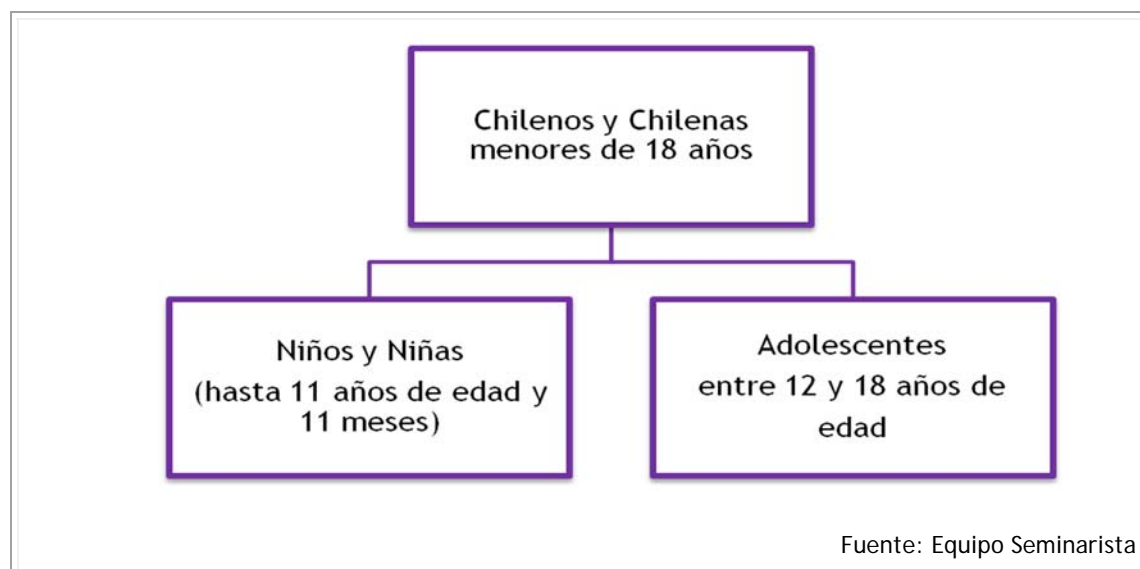 Chilenos y Chilenas
menores de 18 años
Niños y Niñas
(hasta 11 años de edad y
11 meses)
Adolescentes
entre 12 y 18 años de
edad
Fuente: Equipo Seminarista